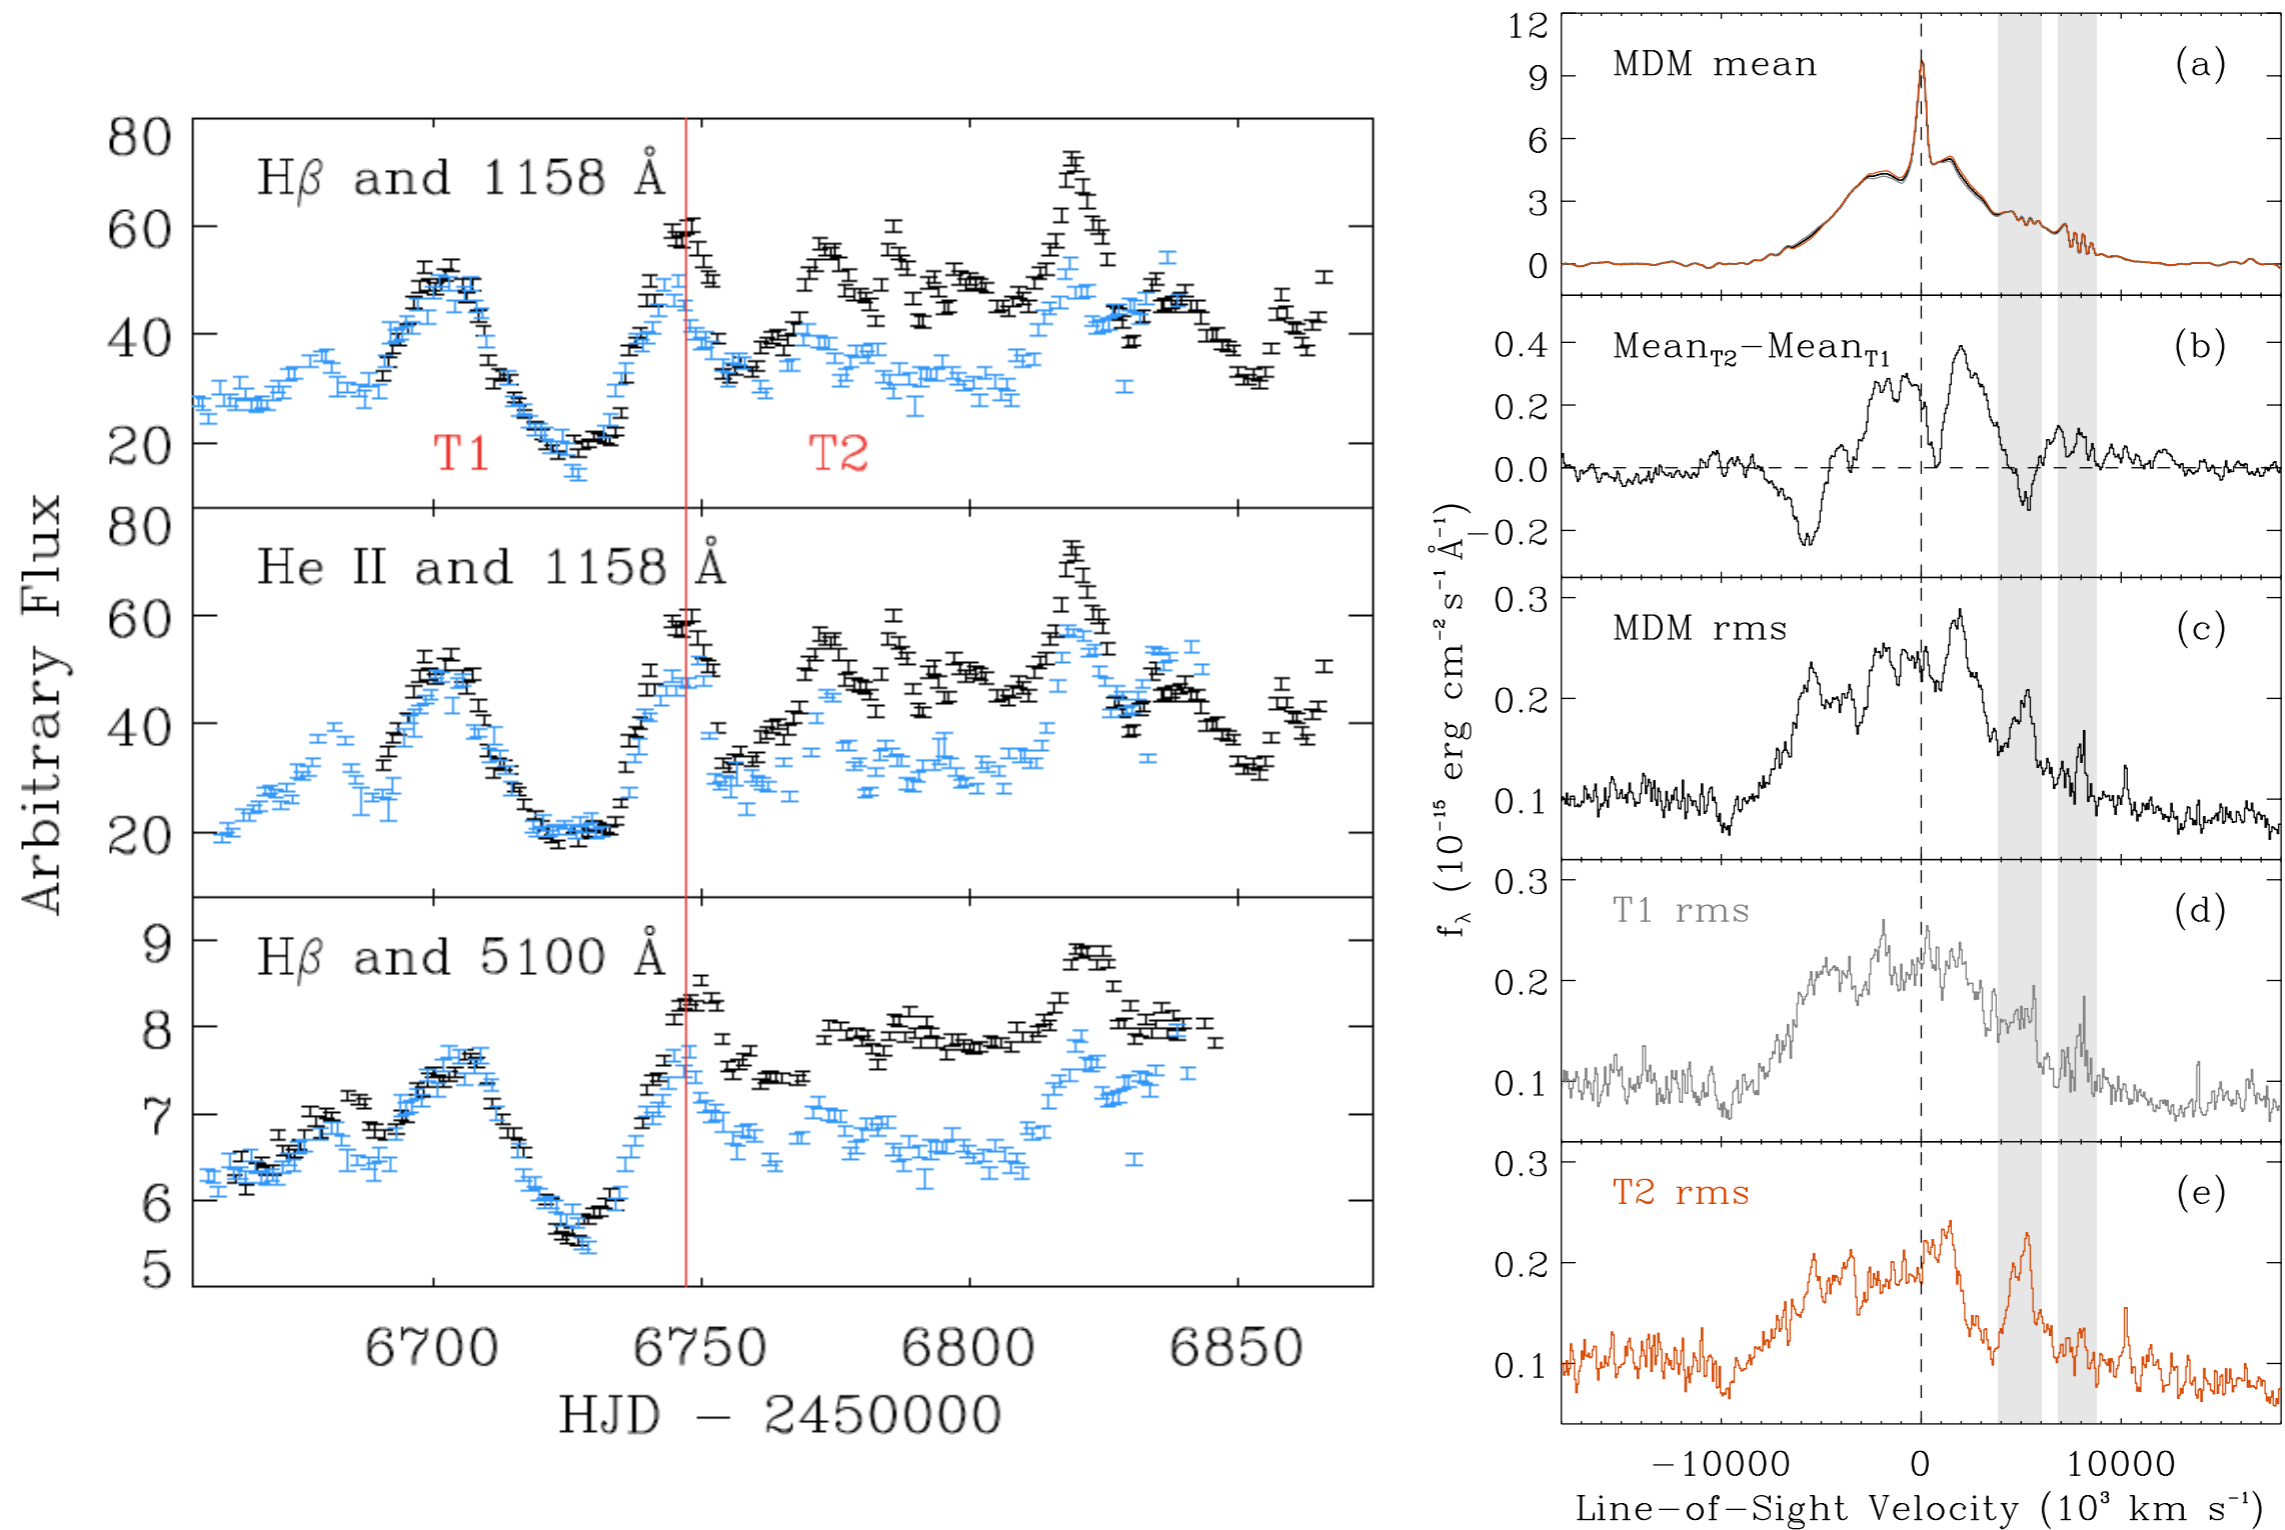 Hβ and 1158 Å
80
60
40
20
T1
T2
He II and 1158 Å
80
60
40
20
Hβ and 5100 Å
9
8
7
6
5
Arbitrary Flux
6700
6750
6800
6850
HJD − 2450000
MDM mean
(a)
12
9
6
3
0
Mean_T2−Mean_T1
(b)
0.4
0.2
0.0
−0.2
MDM rms
(c)
0.3
0.2
0.1
T1 rms
(d)
0.3
0.2
0.1
T2 rms
(e)
0.3
0.2
0.1
f_λ (10⁻¹⁵ erg cm⁻² s⁻¹ Å⁻¹)
−10000
0
10000
Line−of−Sight Velocity (10³ km s⁻¹)